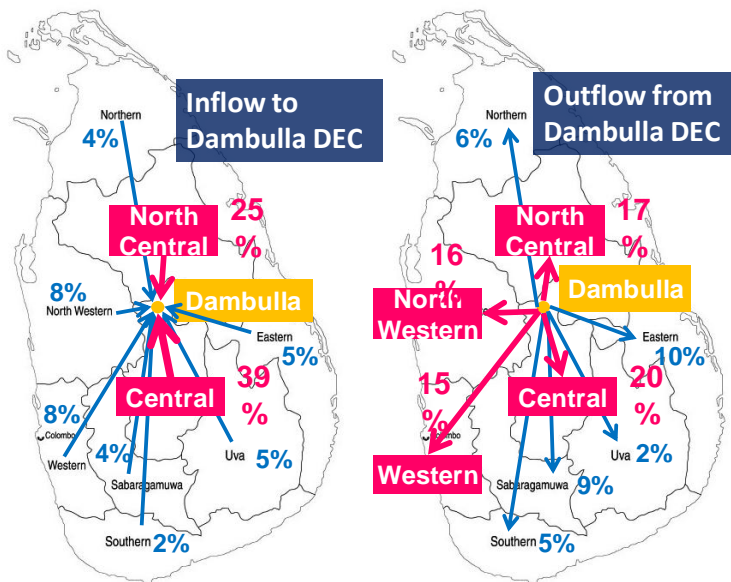 Inflow to
Dambulla DEC
Northern
4%
North
Central
25
%
Dambulla
8%
North Western
Eastern
5%
39
%
Central
8%
Colombo
Western
4%
Uva
5%
Sabaragamuwa
Southern
2%
Outflow from
Dambulla DEC
Northern
6%
North
Central
17
%
16
%
Dambulla
North
Western
Eastern
10%
15
%
20
%
Central
Colombo
Uva
2%
Western
Sabaragamuwa
9%
Southern
5%